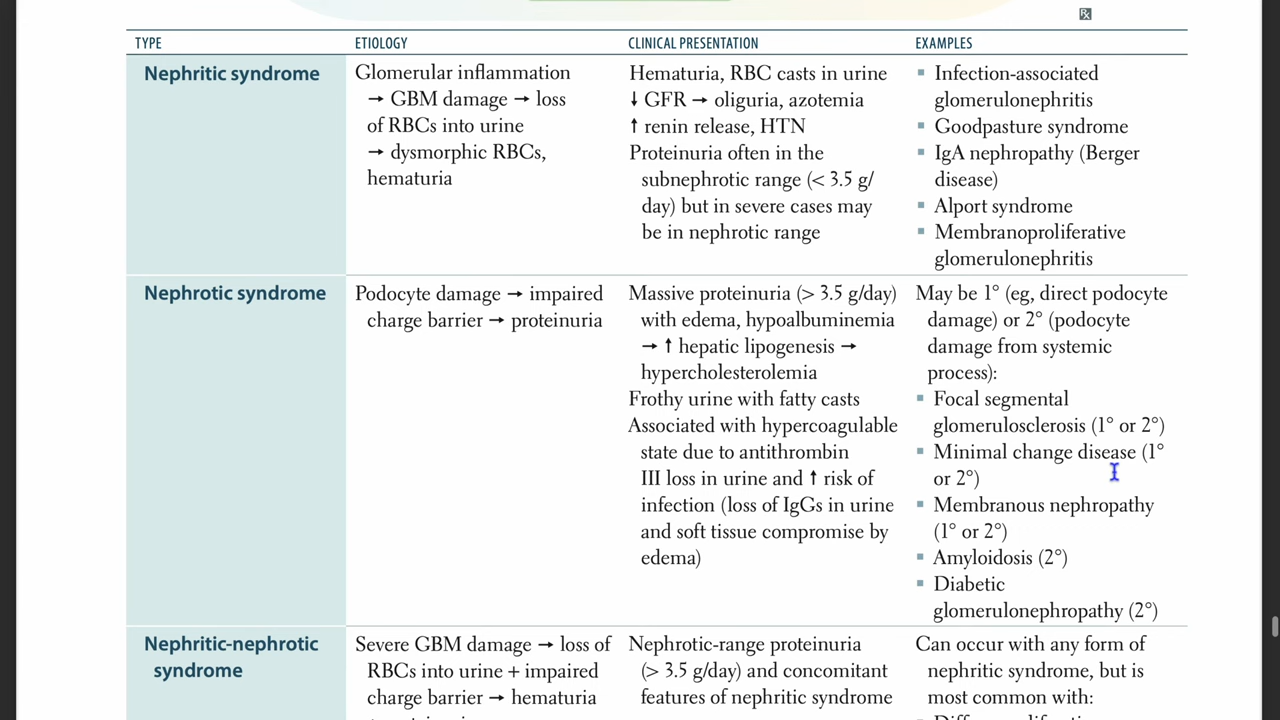 ℞
TYPE ETIOLOGY CLINICAL PRESENTATION EXAMPLES
Nephritic syndrome
Glomerular inflammation
→ GBM damage → loss
of RBCs into urine
→ dysmorphic RBCs,
hematuria
Hematuria, RBC casts in urine
↓ GFR → oliguria, azotemia
↑ renin release, HTN
Proteinuria often in the
subnephrotic range (< 3.5 g/
day) but in severe cases may
be in nephrotic range
▪ Infection-associated
glomerulonephritis
▪ Goodpasture syndrome
▪ IgA nephropathy (Berger
disease)
▪ Alport syndrome
▪ Membranoproliferative
glomerulonephritis
Nephrotic syndrome
Podocyte damage → impaired
charge barrier → proteinuria
Massive proteinuria (> 3.5 g/day)
with edema, hypoalbuminemia
→ ↑ hepatic lipogenesis →
hypercholesterolemia
Frothy urine with fatty casts
Associated with hypercoagulable
state due to antithrombin
III loss in urine and ↑ risk of
infection (loss of IgGs in urine
and soft tissue compromise by
edema)
May be 1° (eg, direct podocyte
damage) or 2° (podocyte
damage from systemic
process):
▪ Focal segmental
glomerulosclerosis (1° or 2°)
▪ Minimal change disease (1°
or 2°)
▪ Membranous nephropathy
(1° or 2°)
▪ Amyloidosis (2°)
▪ Diabetic
glomerulonephropathy (2°)
Nephritic-nephrotic
syndrome
Severe GBM damage → loss of
RBCs into urine + impaired
charge barrier → hematuria
Nephrotic-range proteinuria
(> 3.5 g/day) and concomitant
features of nephritic syndrome
Can occur with any form of
nephritic syndrome, but is
most common with: